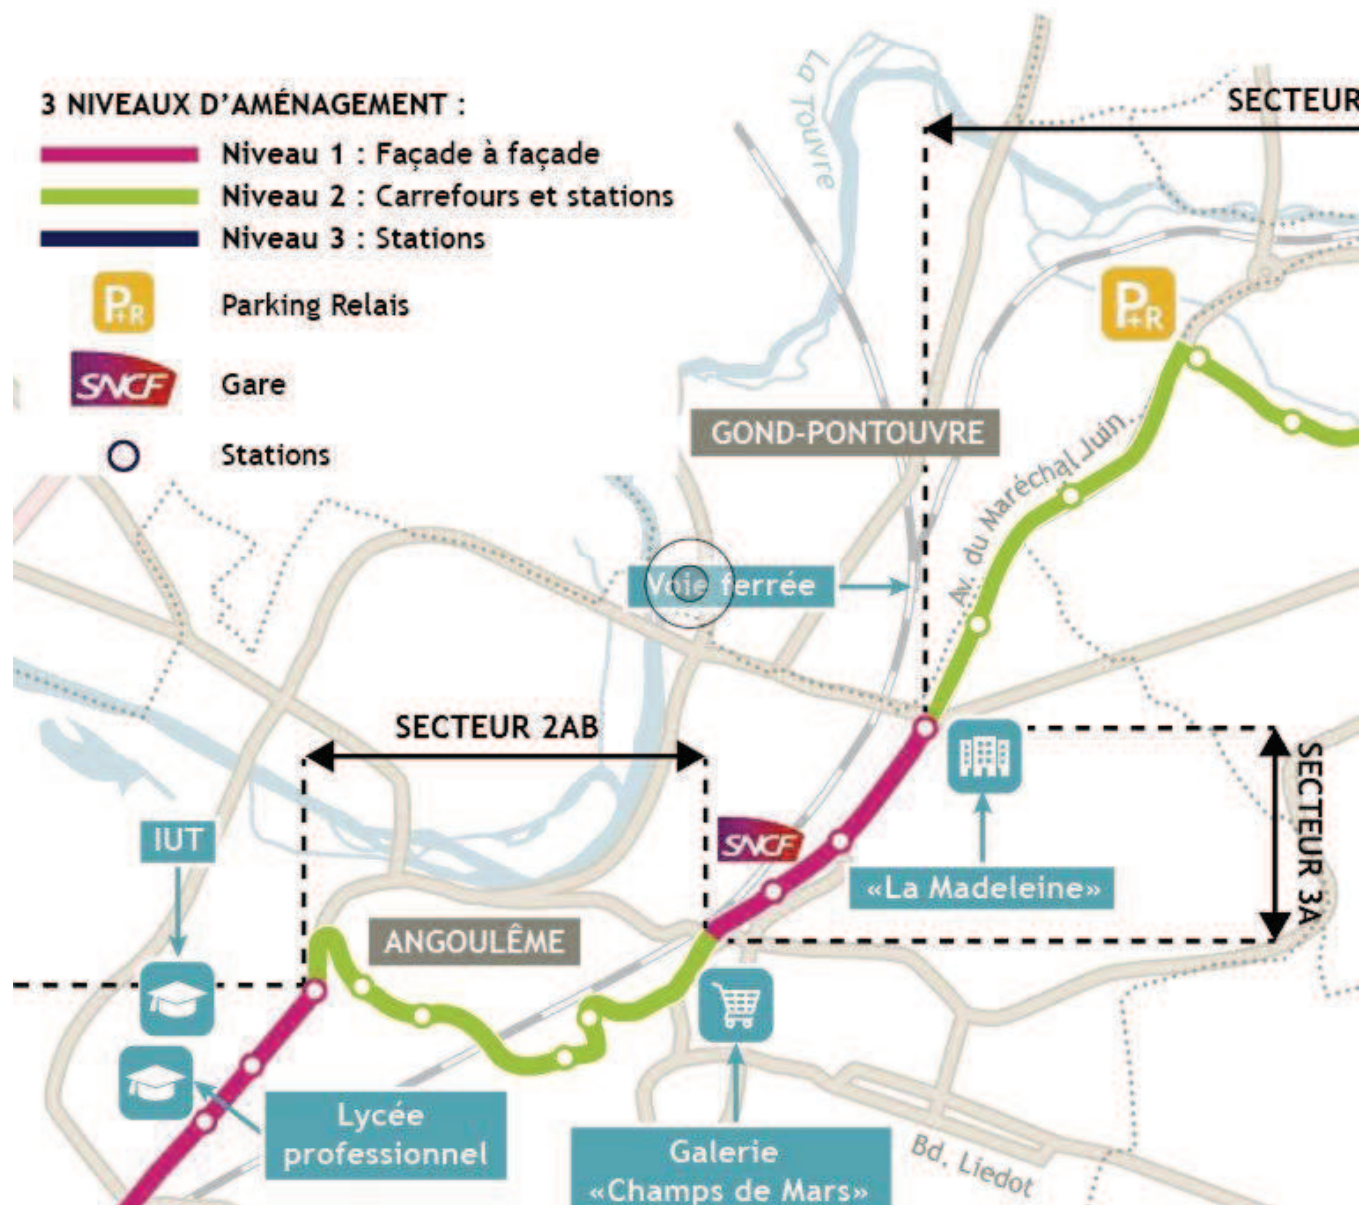 La Touvre
3 NIVEAUX D'AMÉNAGEMENT :
SECTEUR
Niveau 1 : Façade à façade
Niveau 2 : Carrefours et stations
Niveau 3 : Stations
P+R
Parking Relais
P+R
SNCF
Gare
GOND-PONTOUVRE
Stations
Av. du Maréchal Juin
Voie ferrée
SECTEUR 2AB
SECTEUR 3A
IUT
SNCF
«La Madeleine»
ANGOULÊME
Lycée
professionnel
Galerie
«Champs de Mars»
Bd. Liedot